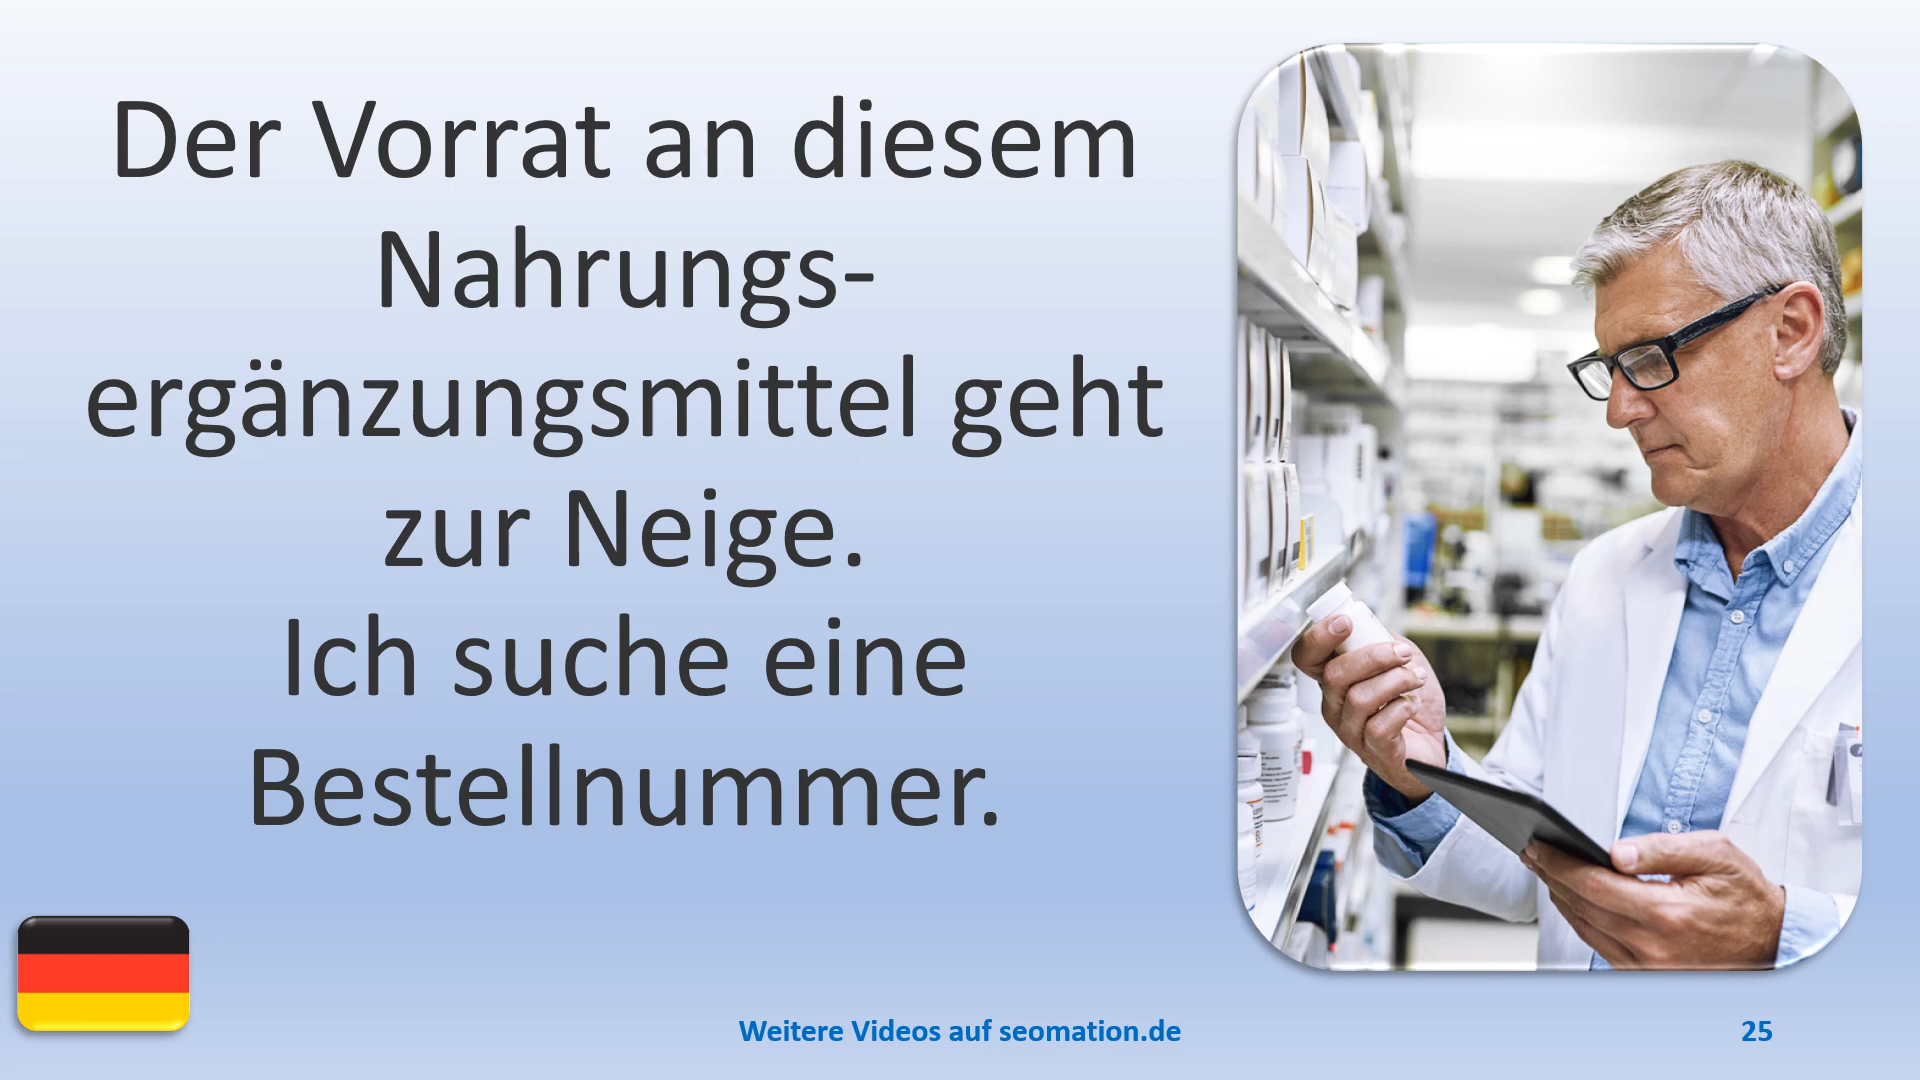 Der Vorrat an diesem
Nahrungs-
ergänzungsmittel geht
zur Neige.
Ich suche eine
Bestellnummer.
Weitere Videos auf seomation.de
25